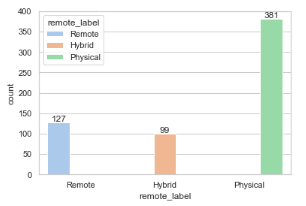 400
350
300
250
200
150
100
50
0
count
remote_label
Remote
Hybrid
Physical
127
99
381
Remote Hybrid Physical
remote_label